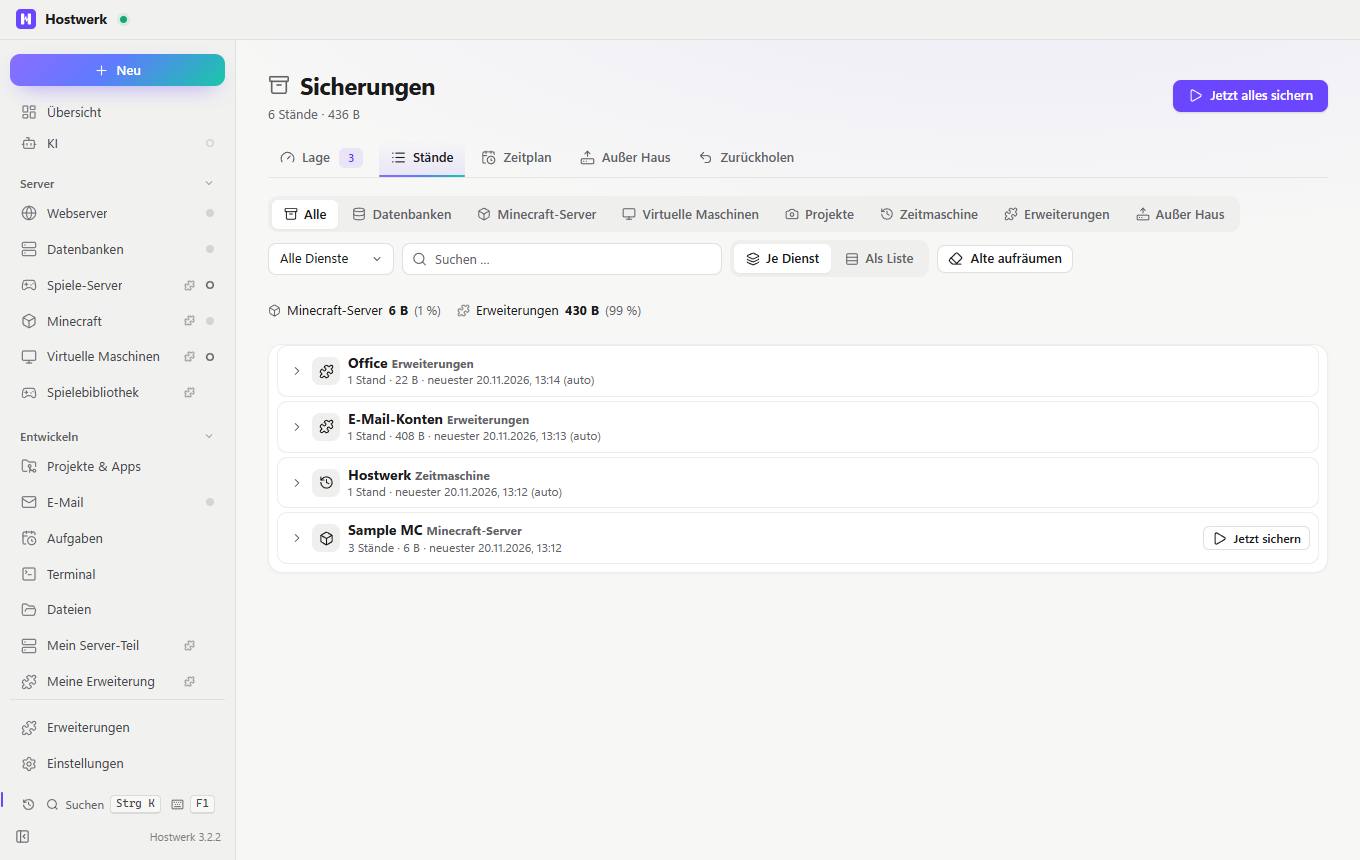 Hostwerk
Neu
Übersicht
KI
Server
Webserver
Datenbanken
Spiele-Server
Minecraft
Virtuelle Maschinen
Spielebibliothek
Entwickeln
Projekte & Apps
E-Mail
Aufgaben
Terminal
Dateien
Mein Server-Teil
Meine Erweiterung
Erweiterungen
Einstellungen
Suchen Strg K F1
Hostwerk 3.2.2
Sicherungen
6 Stände · 436 B
Jetzt alles sichern
Lage 3 Stände Zeitplan Außer Haus Zurückholen
Alle Datenbanken Minecraft-Server Virtuelle Maschinen Projekte Zeitmaschine Erweiterungen Außer Haus
Alle Dienste Suchen ... Je Dienst Als Liste Alte aufräumen
Minecraft-Server 6 B (1 %) Erweiterungen 430 B (99 %)
Office Erweiterungen
1 Stand · 22 B · neuester 20.11.2026, 13:14 (auto)
E-Mail-Konten Erweiterungen
1 Stand · 408 B · neuester 20.11.2026, 13:13 (auto)
Hostwerk Zeitmaschine
1 Stand · neuester 20.11.2026, 13:12 (auto)
Sample MC Minecraft-Server
3 Stände · 6 B · neuester 20.11.2026, 13:12
Jetzt sichern